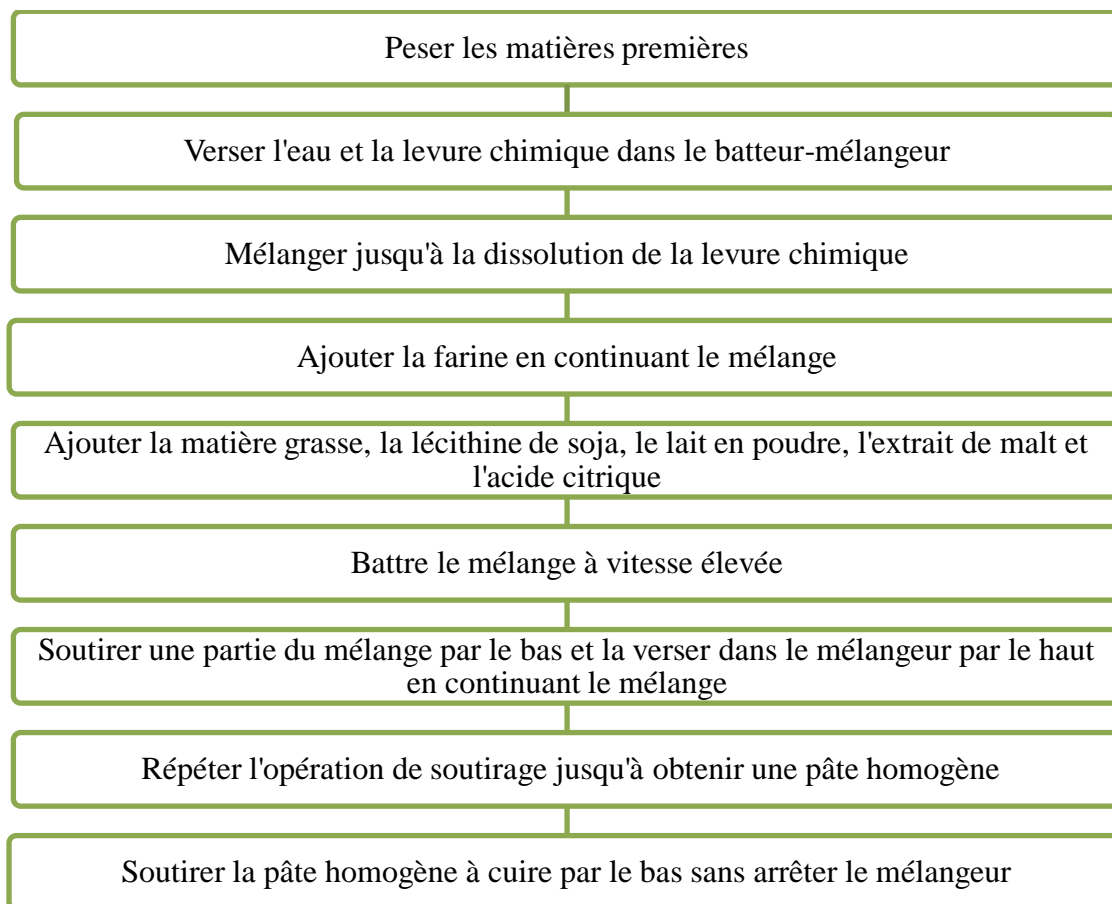 Peser les matières premières
Verser l'eau et la levure chimique dans le batteur-mélangeur
Mélanger jusqu'à la dissolution de la levure chimique
Ajouter la farine en continuant le mélange
Ajouter la matière grasse, la lécithine de soja, le lait en poudre, l'extrait de malt et
l'acide citrique
Battre le mélange à vitesse élevée
Soutirer une partie du mélange par le bas et la verser dans le mélangeur par le haut
en continuant le mélange
Répéter l'opération de soutirage jusqu'à obtenir une pâte homogène
Soutirer la pâte homogène à cuire par le bas sans arrêter le mélangeur